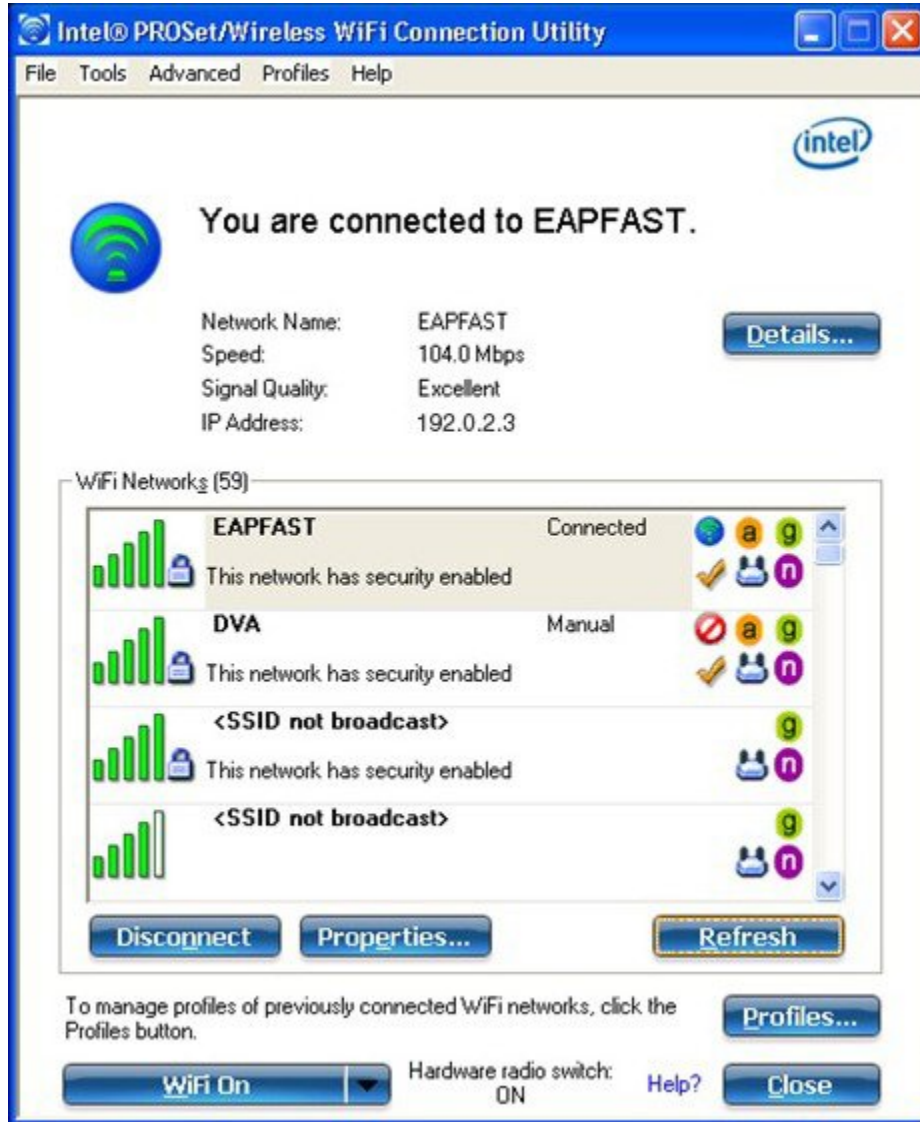 Intel® PROSet/Wireless WiFi Connection Utility
File Tools Advanced Profiles Help
intel
You are connected to EAPFAST.
Network Name: EAPFAST
Details...
Speed: 104.0 Mbps
Signal Quality: Excellent
IP Address: 192.0.2.3
WiFi Networks (59)
EAPFAST Connected a g
This network has security enabled n
DVA Manual a g
This network has security enabled n
<SSID not broadcast> g
This network has security enabled n
<SSID not broadcast> g
n
Disconnect Properties... Refresh
To manage profiles of previously connected WiFi networks, click the
Profiles button.
Profiles...
WiFi On
Hardware radio switch:
ON
Help? Close